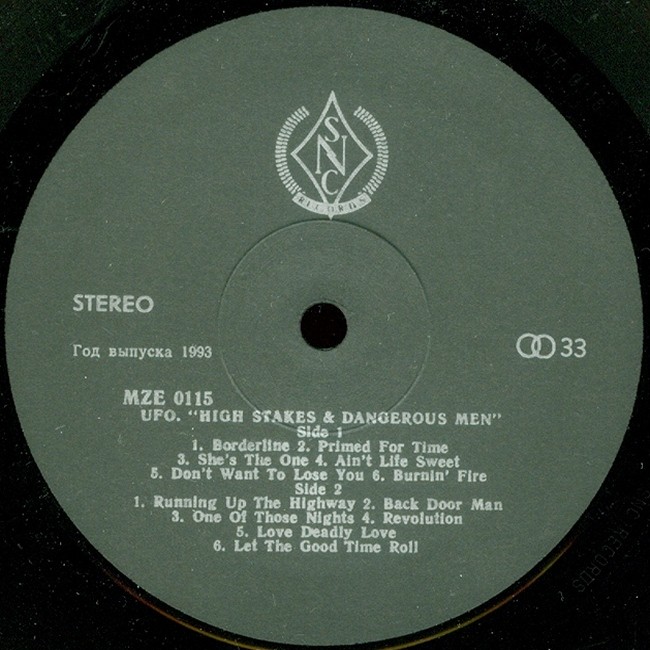 SNC
RECORDS
STEREO
Год выпуска 1993
33
MZE 0115
UFO. "HIGH STAKES & DANGEROUS MEN"
Side 1
1. Borderline 2. Primed For Time
3. She's The One 4. Ain't Life Sweet
5. Don't Want To Lose You 6. Burnin' Fire
Side 2
1. Running Up The Highway 2. Back Door Man
3. One Of Those Nights 4. Revolution
5. Love Deadly Love
6. Let The Good Time Roll
RECORDS